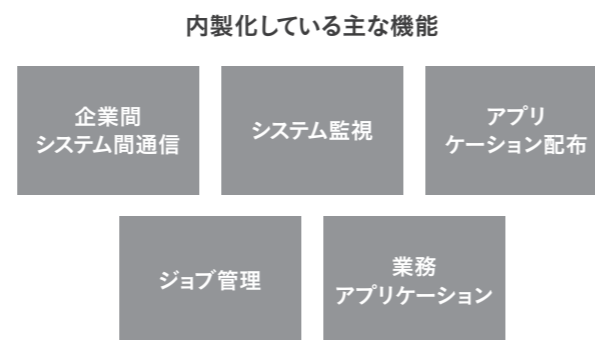 内製化している主な機能
企業間
システム間通信
システム監視
アプリ
ケーション配布
ジョブ管理
業務
アプリケーション